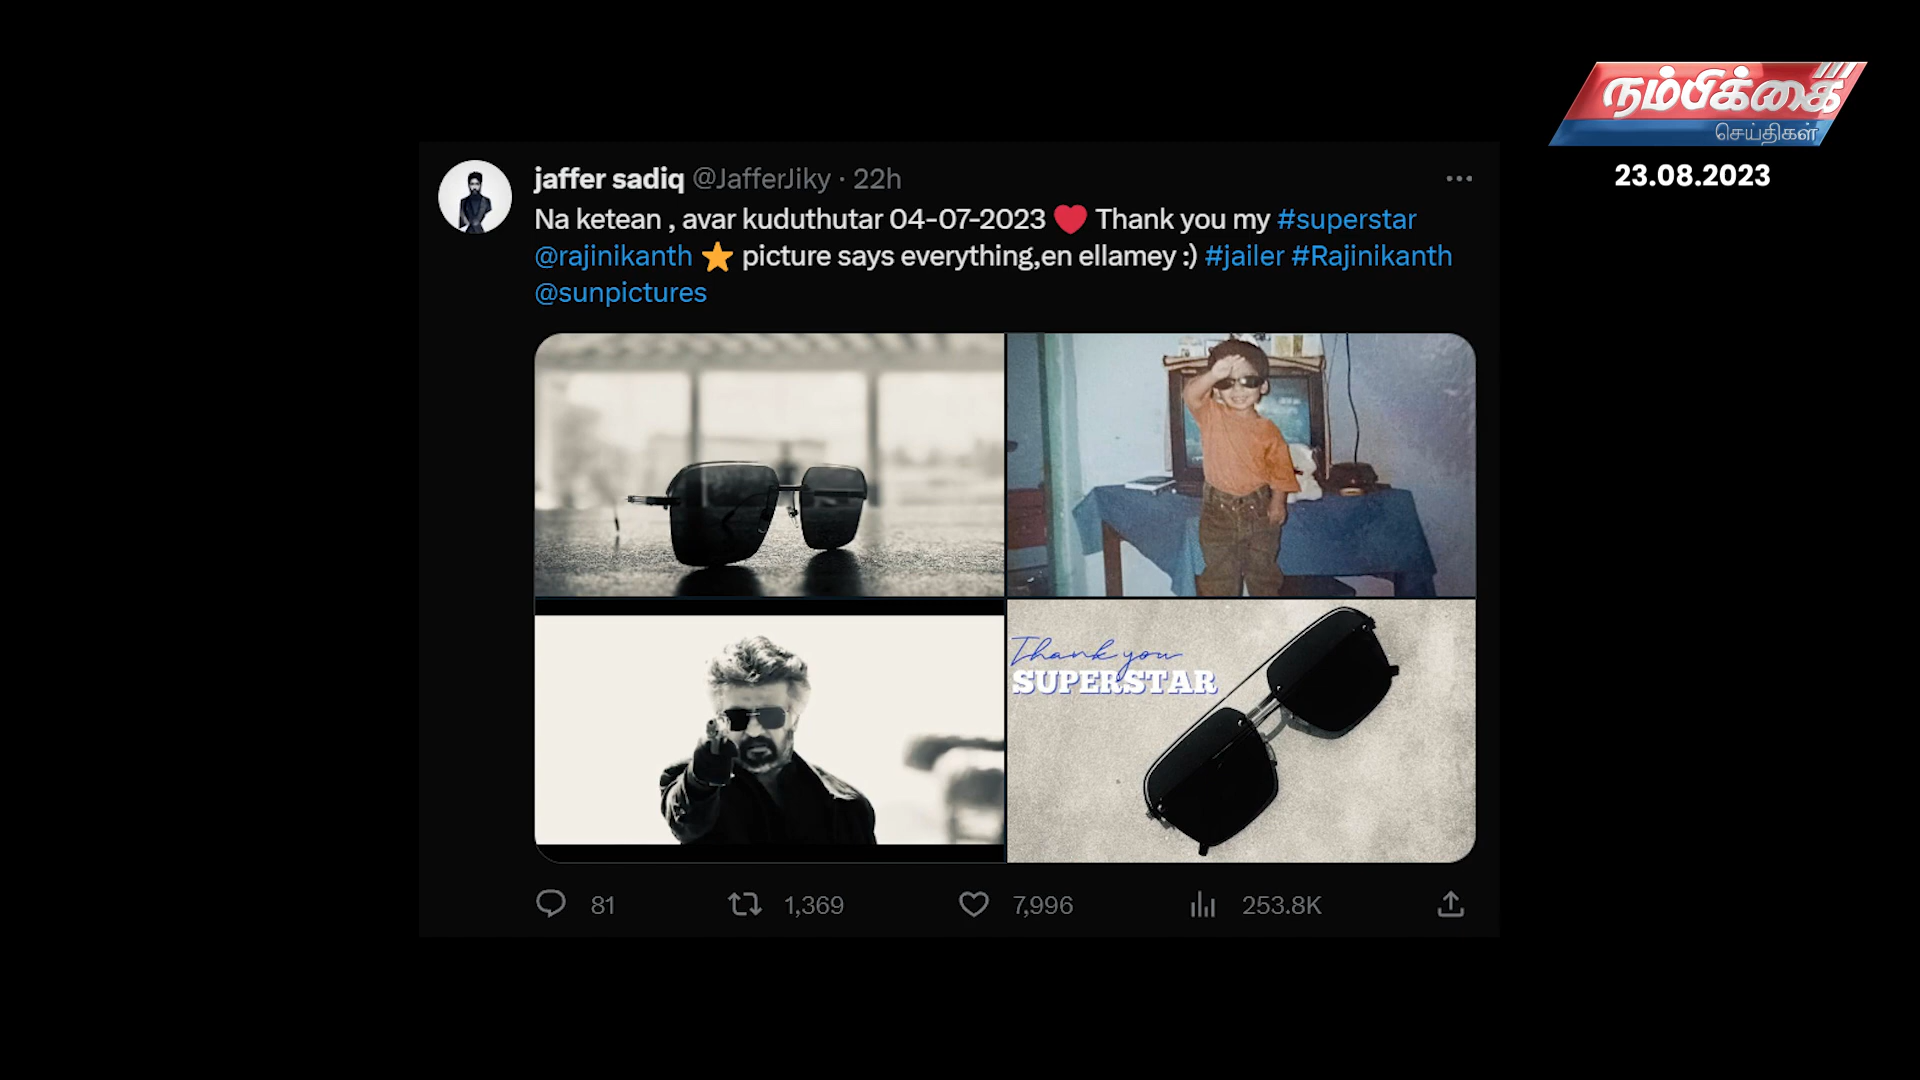 நம்பிக்கை
செய்திகள்
23.08.2023
jaffer sadiq @JafferJiky · 22h
Na ketean , avar kuduthutar 04-07-2023 ❤️ Thank you my #superstar
@rajinikanth ⭐ picture says everything,en ellamey :) #jailer #Rajinikanth
@sunpictures
Thank you
SUPERSTAR
81 1,369 7,996 253.8K